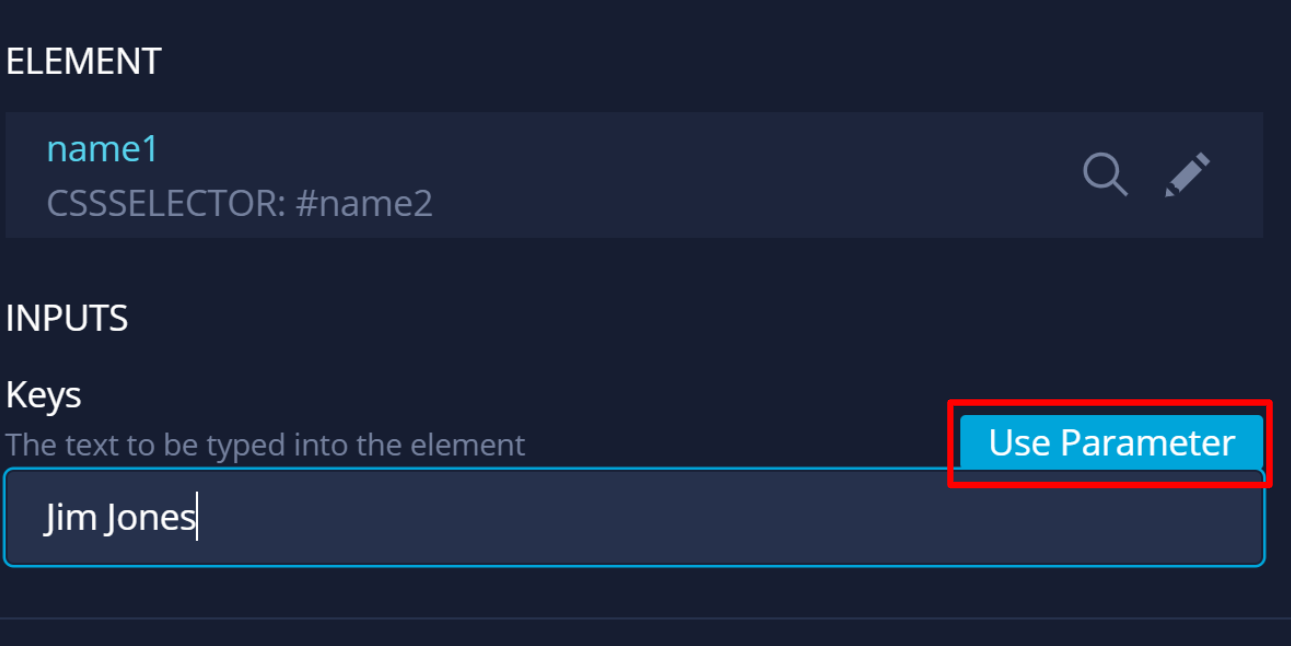 ELEMENT
name1
CSSSELECTOR: #name2
INPUTS
Keys
The text to be typed into the element
Use Parameter
Jim Jones